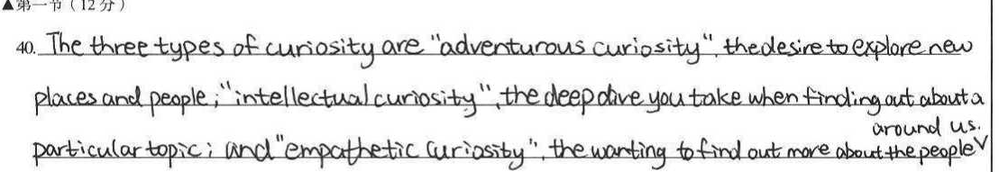 ▲第一节（12分）
40. The three types of curiosity are "adventurous curiosity", the desire to explore new
places and people; "intellectual curiosity", the deep dive you take when finding out about a
particular topic; and "empathetic curiosity", the wanting to find out more about the people
around us.